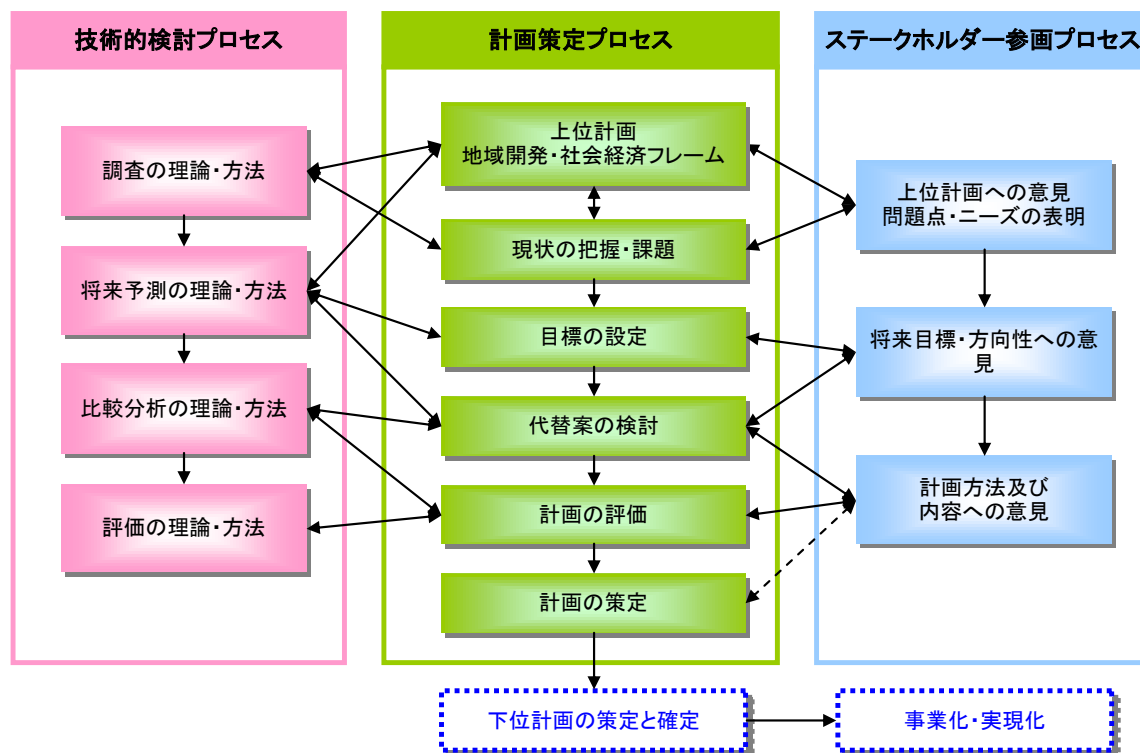 技術的検討プロセス
調査の理論・方法
将来予測の理論・方法
比較分析の理論・方法
評価の理論・方法
計画策定プロセス
上位計画
地域開発・社会経済フレーム
現状の把握・課題
目標の設定
代替案の検討
計画の評価
計画の策定
ステークホルダー参画プロセス
上位計画への意見
問題点・ニーズの表明
将来目標・方向性への意
見
計画方法及び
内容への意見
下位計画の策定と確定
事業化・実現化